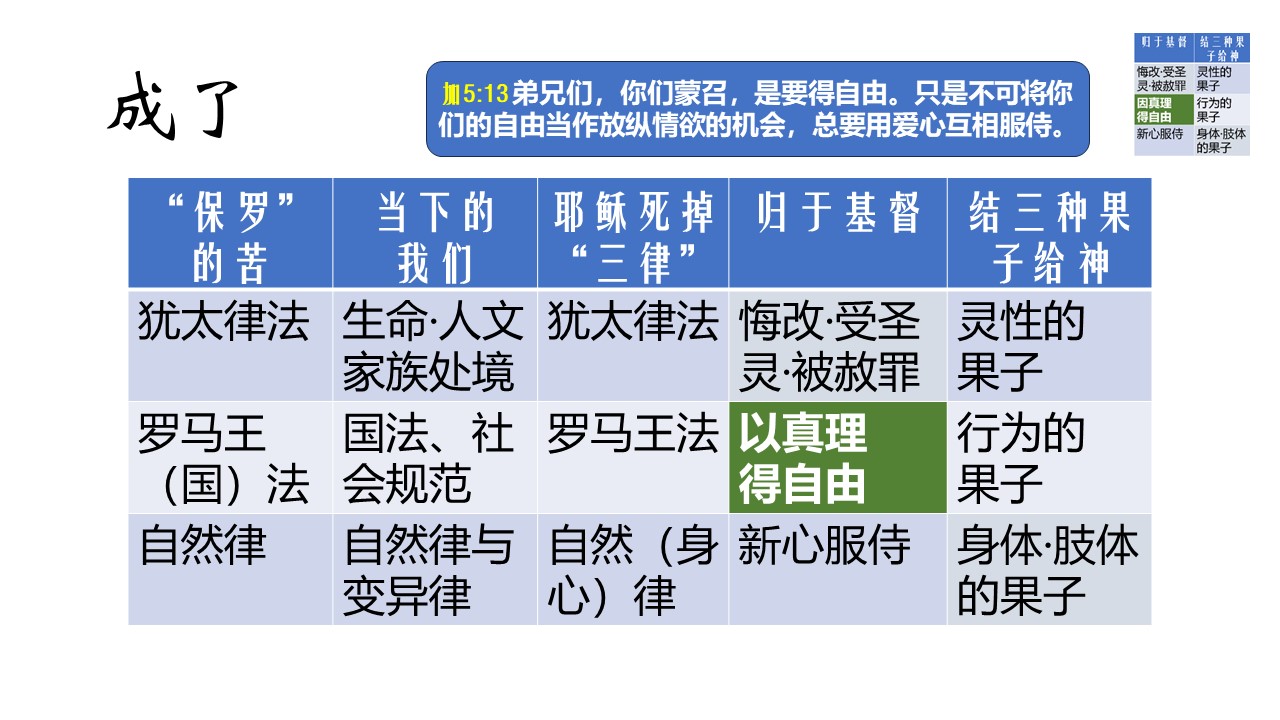 成了
加5:13弟兄们，你们蒙召，是要得自由。只是不可将你
们的自由当作放纵情欲的机会，总要用爱心互相服侍。
归于基督 结三种果
子给神
悔改·受圣 灵性的
灵·被赦罪 果子
因真理 行为的
得自由 果子
新心服侍 身体·肢体
的果子
“保罗” 当下的 耶稣死掉 归于基督 结三种果
的苦 我们 “三律” 子给神
犹太律法 生命·人文 犹太律法 悔改·受圣 灵性的
家族处境 灵·被赦罪 果子
罗马王 国法、社 罗马王法 以真理 行为的
（国）法 会规范 得自由 果子
自然律 自然律与 自然（身 新心服侍 身体·肢体
变异律 心）律 的果子